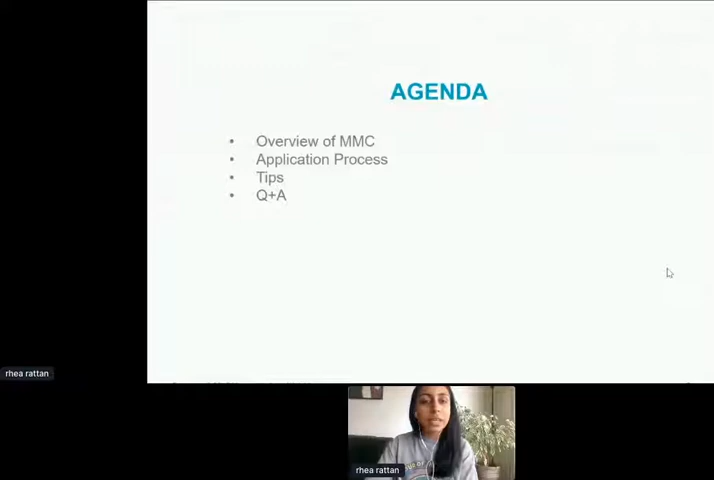 AGENDA
• Overview of MMC
• Application Process
• Tips
• Q+A
rhea rattan
rhea rattan